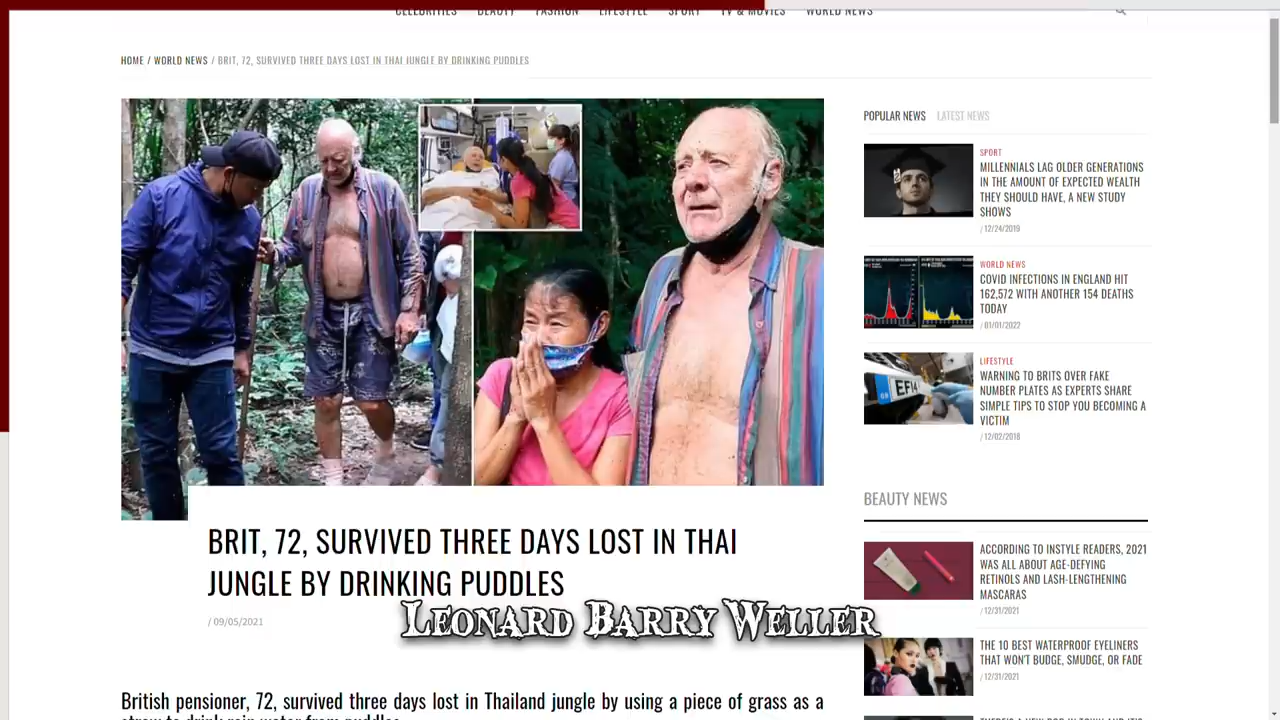 CELEBRITIES BEAUTY FASHION LIFESTYLE SPORT TV & MOVIES WORLD NEWS
HOME / WORLD NEWS / BRIT, 72, SURVIVED THREE DAYS LOST IN THAI JUNGLE BY DRINKING PUDDLES
POPULAR NEWS LATEST NEWS
SPORT
MILLENNIALS LAG OLDER GENERATIONS
IN THE AMOUNT OF EXPECTED WEALTH
THEY SHOULD HAVE, A NEW STUDY
SHOWS
/ 12/24/2019
WORLD NEWS
COVID INFECTIONS IN ENGLAND HIT
162,572 WITH ANOTHER 154 DEATHS
TODAY
/ 01/01/2022
LIFESTYLE
WARNING TO BRITS OVER FAKE
NUMBER PLATES AS EXPERTS SHARE
SIMPLE TIPS TO STOP YOU BECOMING A
VICTIM
/ 12/02/2018
EF14
BEAUTY NEWS
ACCORDING TO INSTYLE READERS, 2021
WAS ALL ABOUT AGE-DEFYING
RETINOLS AND LASH-LENGTHENING
MASCARAS
/ 12/31/2021
THE 10 BEST WATERPROOF EYELINERS
THAT WON'T BUDGE, SMUDGE, OR FADE
/ 12/31/2021
BRIT, 72, SURVIVED THREE DAYS LOST IN THAI
JUNGLE BY DRINKING PUDDLES
/ 09/05/2021
Leonard Barry Weller
British pensioner, 72, survived three days lost in Thailand jungle by using a piece of grass as a
straw to drink rain water from puddles